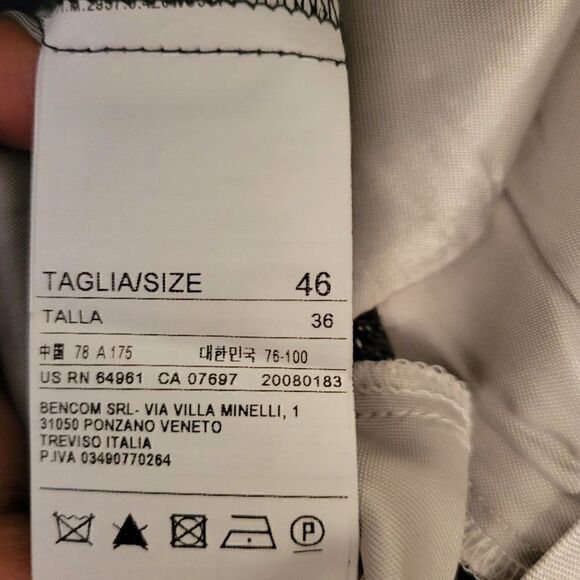 TAGLIA/SIZE 46
TALLA 36
中国 78 A 175 대한민국 76-100
US RN 64961 CA 07697 20080183
BENCOM SRL- VIA VILLA MINELLI, 1
31050 PONZANO VENETO
TREVISO ITALIA
P.IVA 03490770264
P